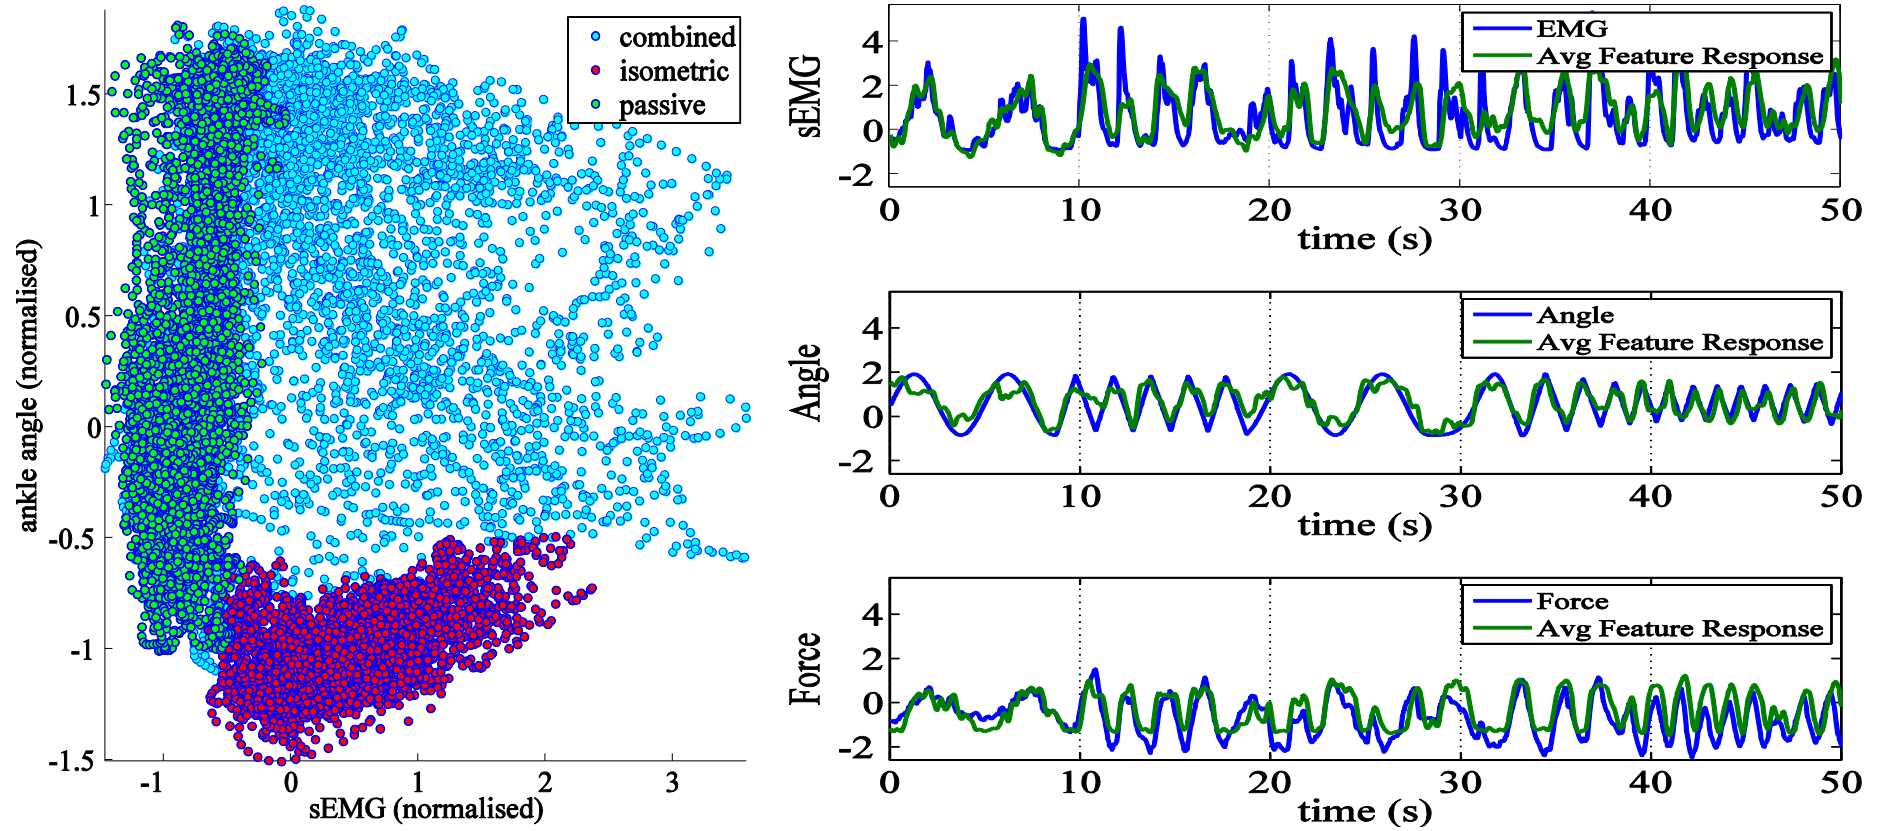 combined
isometric
passive
1.5
1
0.5
0
-0.5
-1
-1.5
ankle angle (normalised)
-1
0
1
2
3
sEMG (normalised)
EMG
Avg Feature Response
4
2
0
-2
sEMG
0 10 20 30 40 50
time (s)
Angle
Avg Feature Response
4
2
0
-2
Angle
0 10 20 30 40 50
time (s)
Force
Avg Feature Response
4
2
0
-2
Force
0 10 20 30 40 50
time (s)